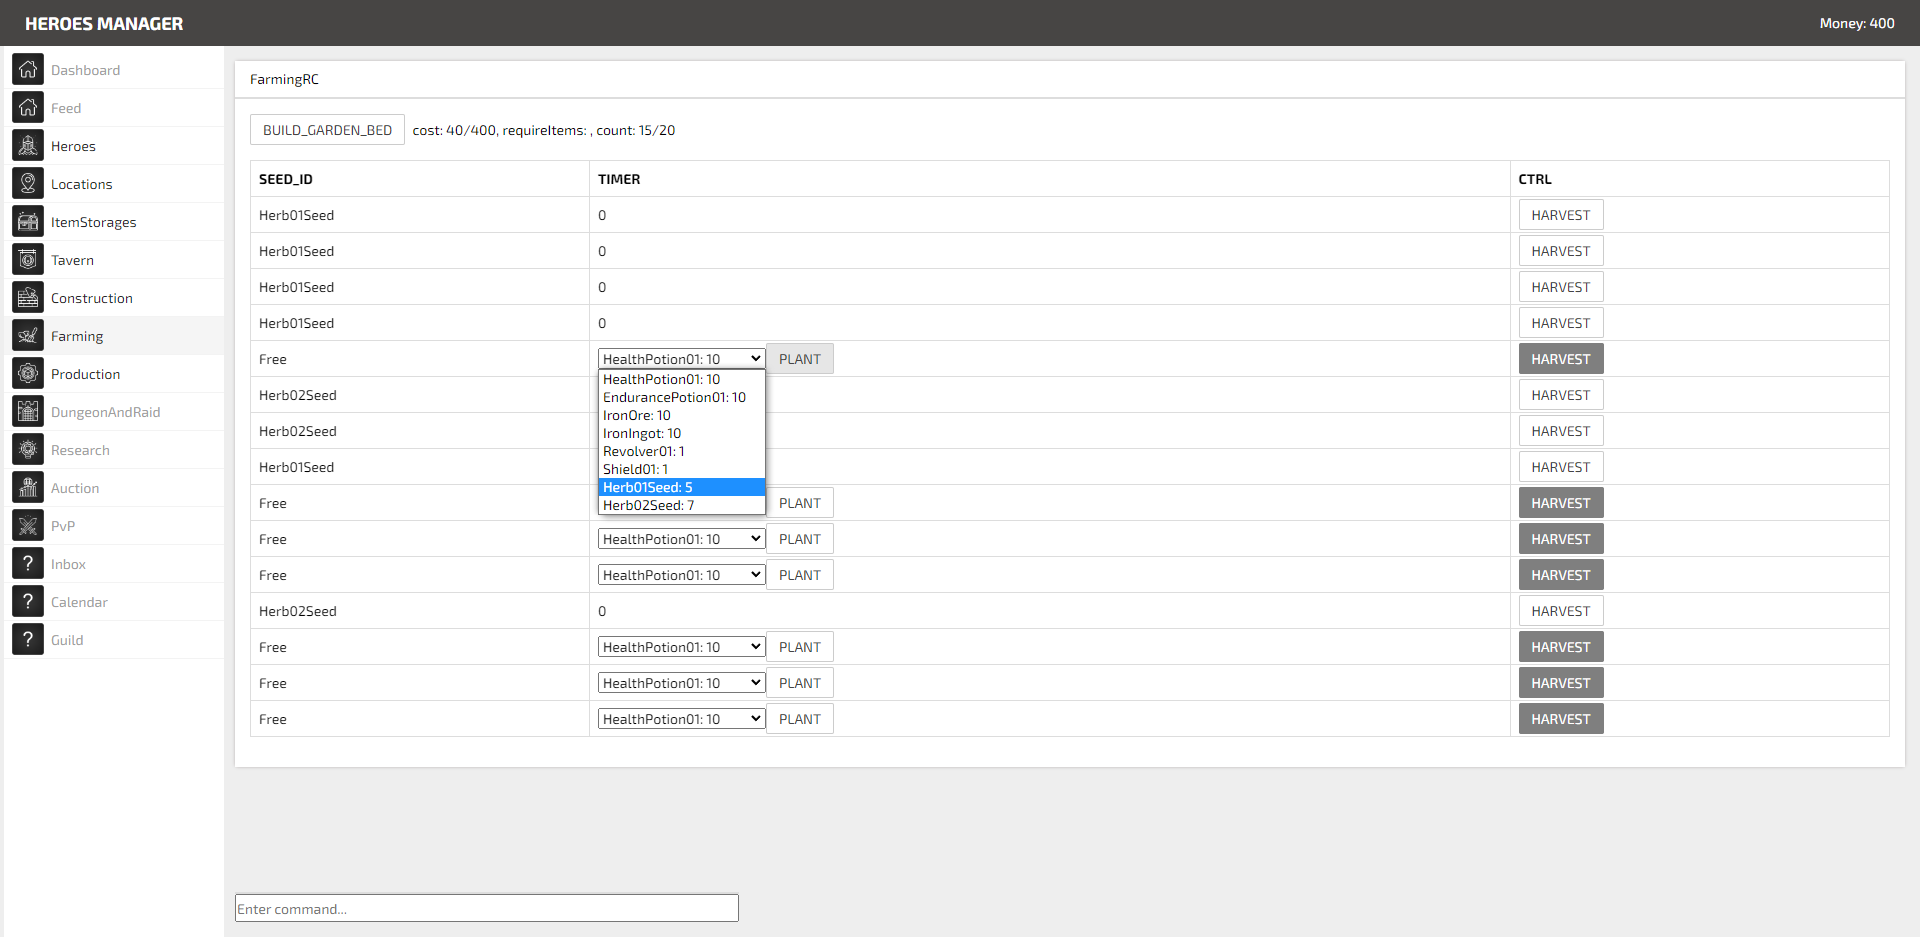 HEROES MANAGER
Money: 400
Dashboard
Feed
Heroes
Locations
ItemStorages
Tavern
Construction
Farming
Production
DungeonAndRaid
Research
Auction
PvP
? Inbox
? Calendar
? Guild
FarmingRC
BUILD_GARDEN_BED cost: 40/400, requireItems: , count: 15/20
SEED_ID TIMER CTRL
Herb01Seed 0 HARVEST
Herb01Seed 0 HARVEST
Herb01Seed 0 HARVEST
Herb01Seed 0 HARVEST
Free HealthPotion01: 10 PLANT HARVEST
HealthPotion01: 10
EndurancePotion01: 10
IronOre: 10
IronIngot: 10
Revolver01: 1
Shield01: 1
Herb01Seed: 5
Herb02Seed: 7
Herb02Seed HARVEST
Herb02Seed HARVEST
Herb01Seed HARVEST
Free PLANT HARVEST
Free HealthPotion01: 10 PLANT HARVEST
Free HealthPotion01: 10 PLANT HARVEST
Herb02Seed 0 HARVEST
Free HealthPotion01: 10 PLANT HARVEST
Free HealthPotion01: 10 PLANT HARVEST
Free HealthPotion01: 10 PLANT HARVEST
Enter command...